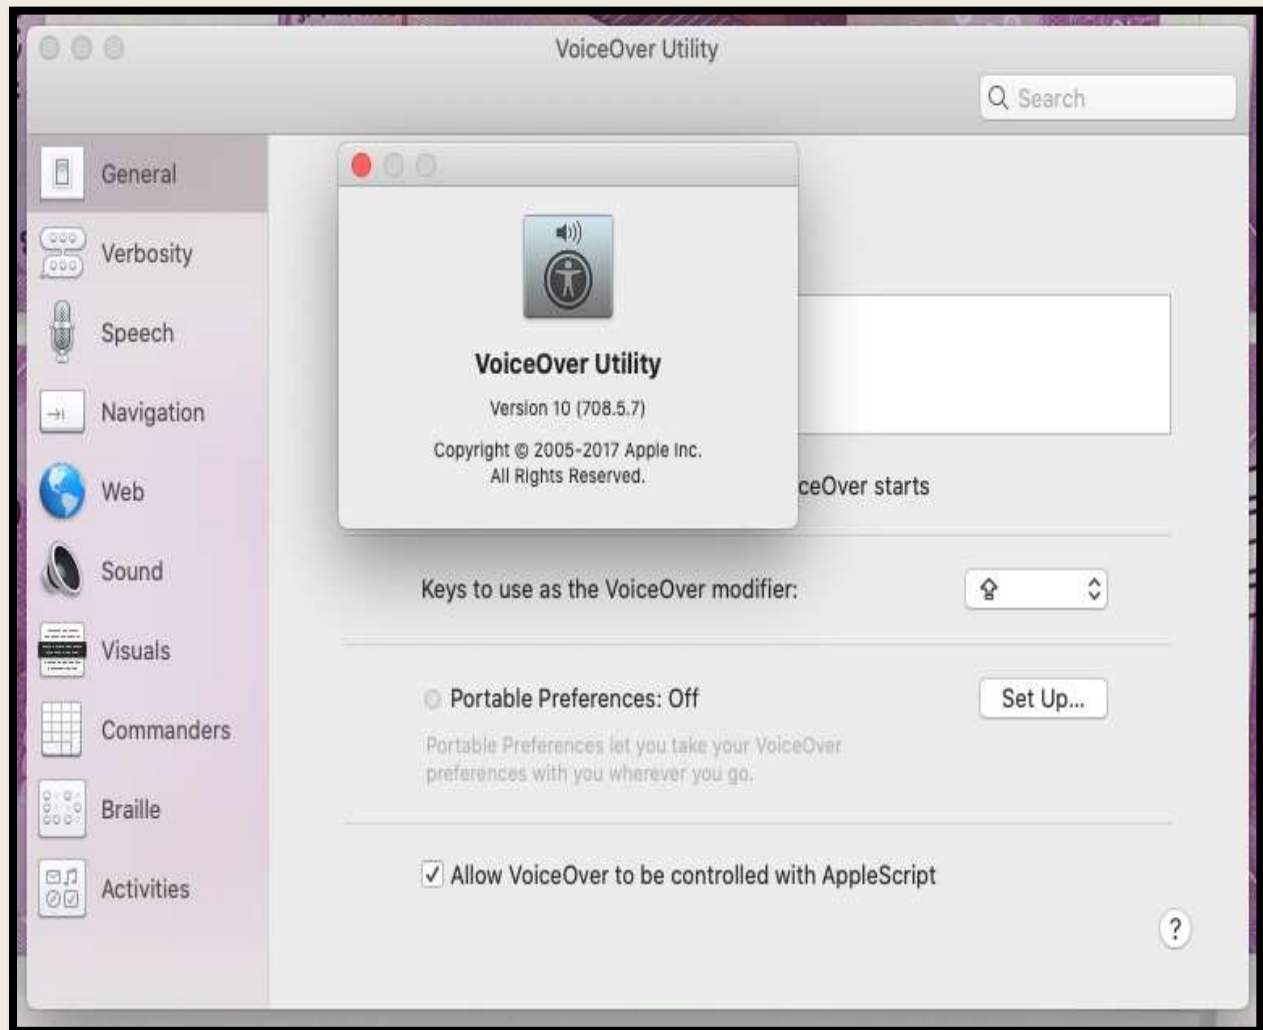 VoiceOver Utility
Search
General
Verbosity
Speech
Navigation
Web
Sound
Visuals
Commanders
Braille
Activities
VoiceOver Utility
Version 10 (708.5.7)
Copyright © 2005-2017 Apple Inc.
All Rights Reserved.
ceOver starts
Keys to use as the VoiceOver modifier:
Portable Preferences: Off
Set Up...
Portable Preferences let you take your VoiceOver
preferences with you wherever you go.
✓ Allow VoiceOver to be controlled with AppleScript
?